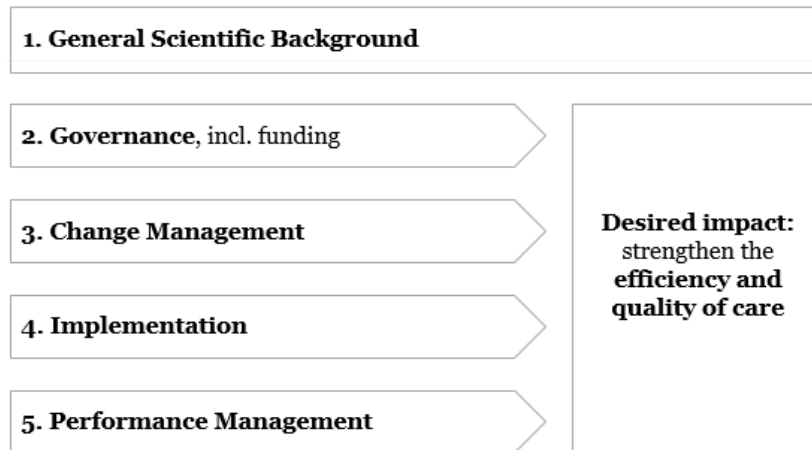 1. General Scientific Background
2. Governance, incl. funding
3. Change Management
4. Implementation
5. Performance Management
Desired impact:
strengthen the
efficiency and
quality of care